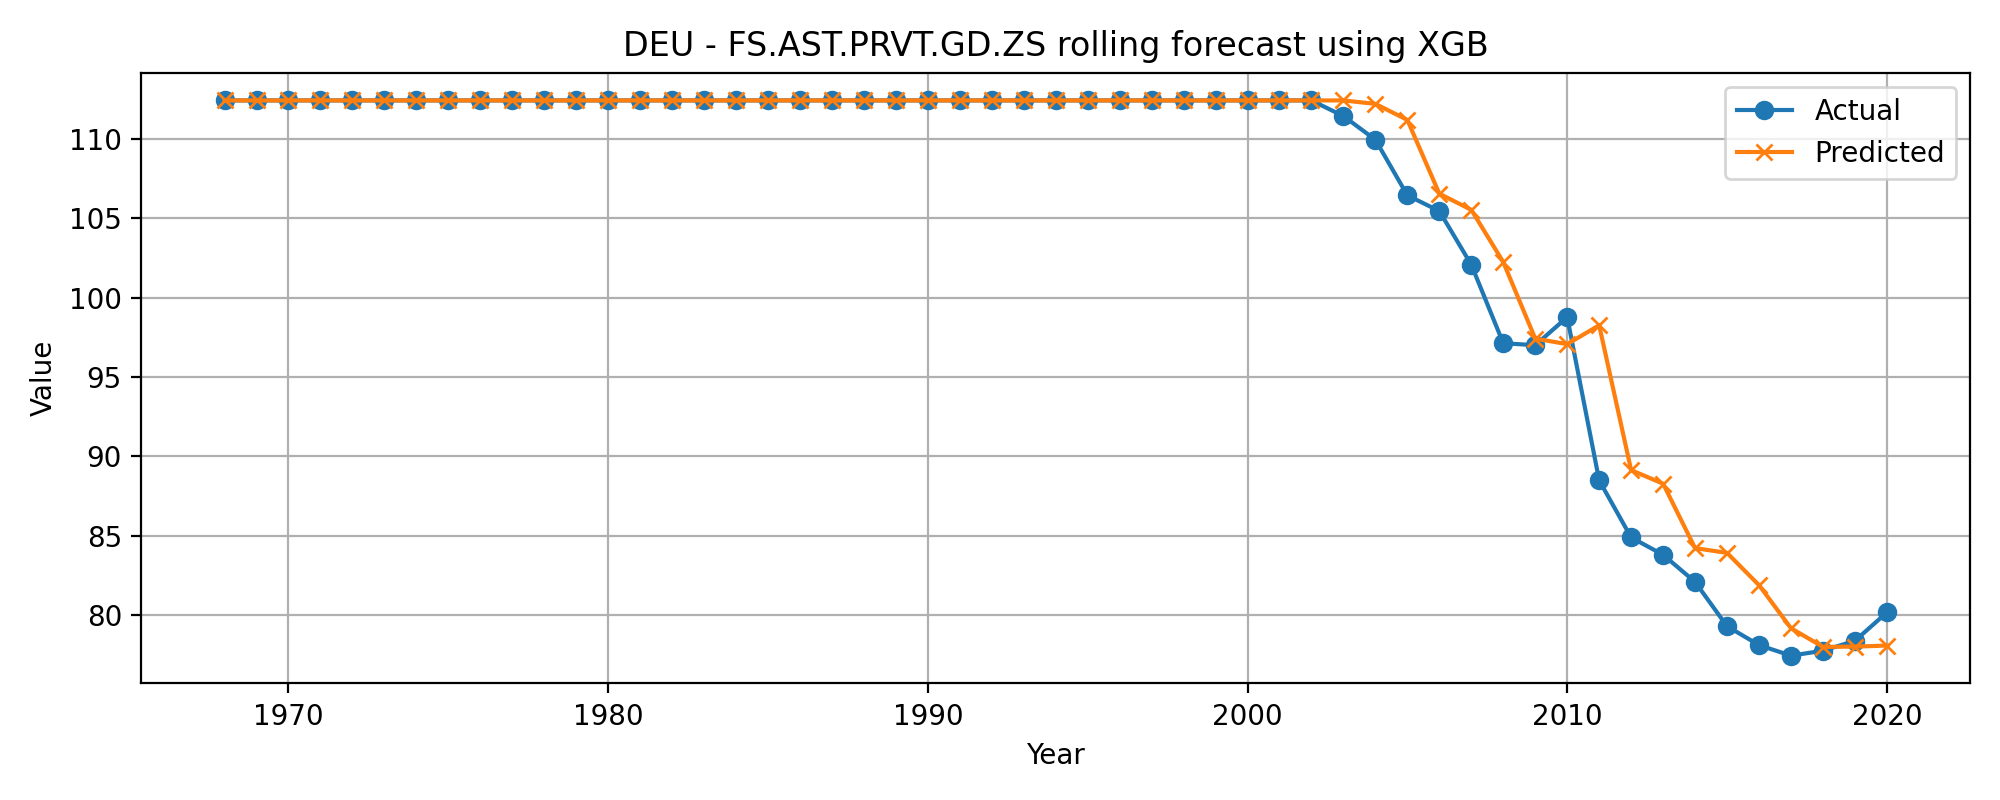 DEU - FS.AST.PRVT.GD.ZS rolling forecast using XGB
Actual
Predicted
110
105
100
95
90
85
80
Value
1970 1980 1990 2000 2010 2020
Year